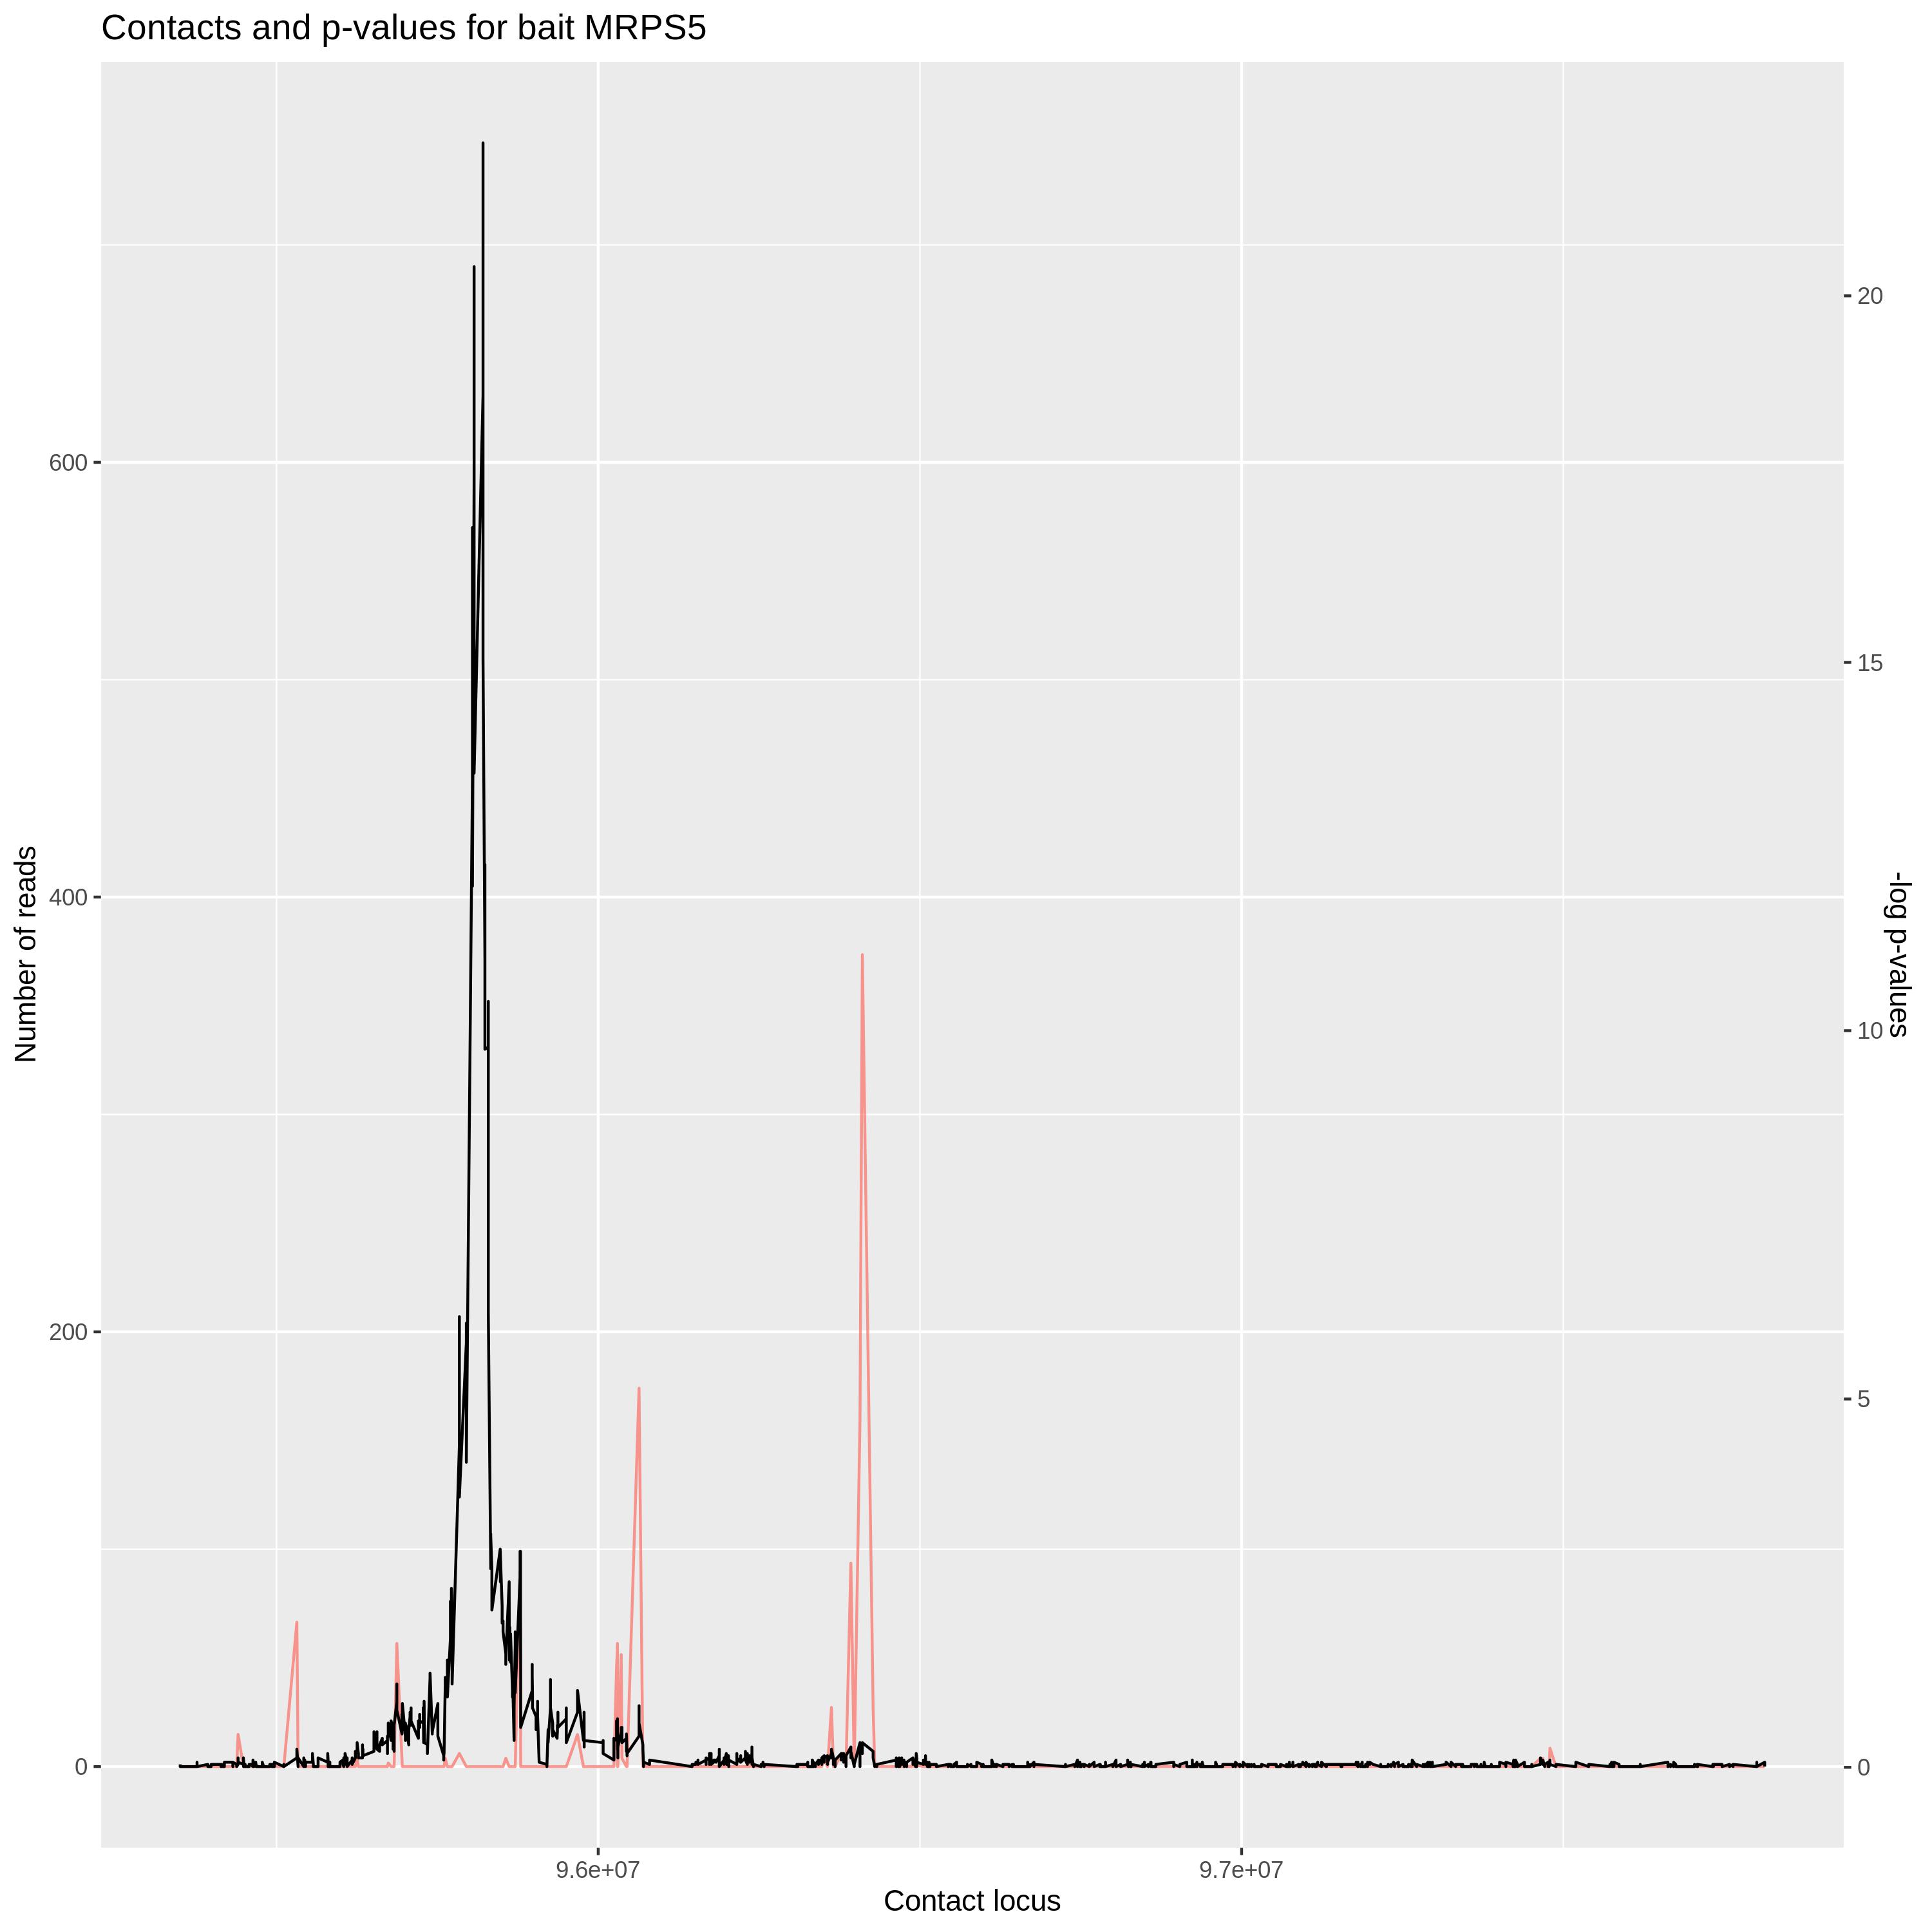 Contacts and p-values for bait MRPS5
Number of reads
600
400
200
0
20
15
10
5
0
-log p-values
9.6e+07
9.7e+07
Contact locus